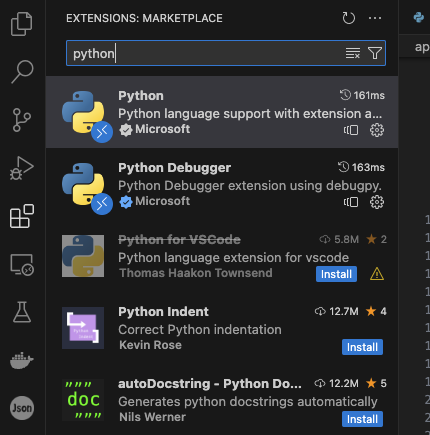 EXTENSIONS: MARKETPLACE
python
ap
Python
161ms
Python language support with extension a...
Microsoft
Python Debugger
163ms
Python Debugger extension using debugpy.
Microsoft
Python for VSCode
5.8M 2
Python language extension for vscode
Thomas Haakon Townsend
Install
Python Indent
12.7M 4
Correct Python indentation
Kevin Rose
Install
"""
doc
"""
autoDocstring - Python Do...
12.2M 5
Generates python docstrings automatically
Nils Werner
Install
Json